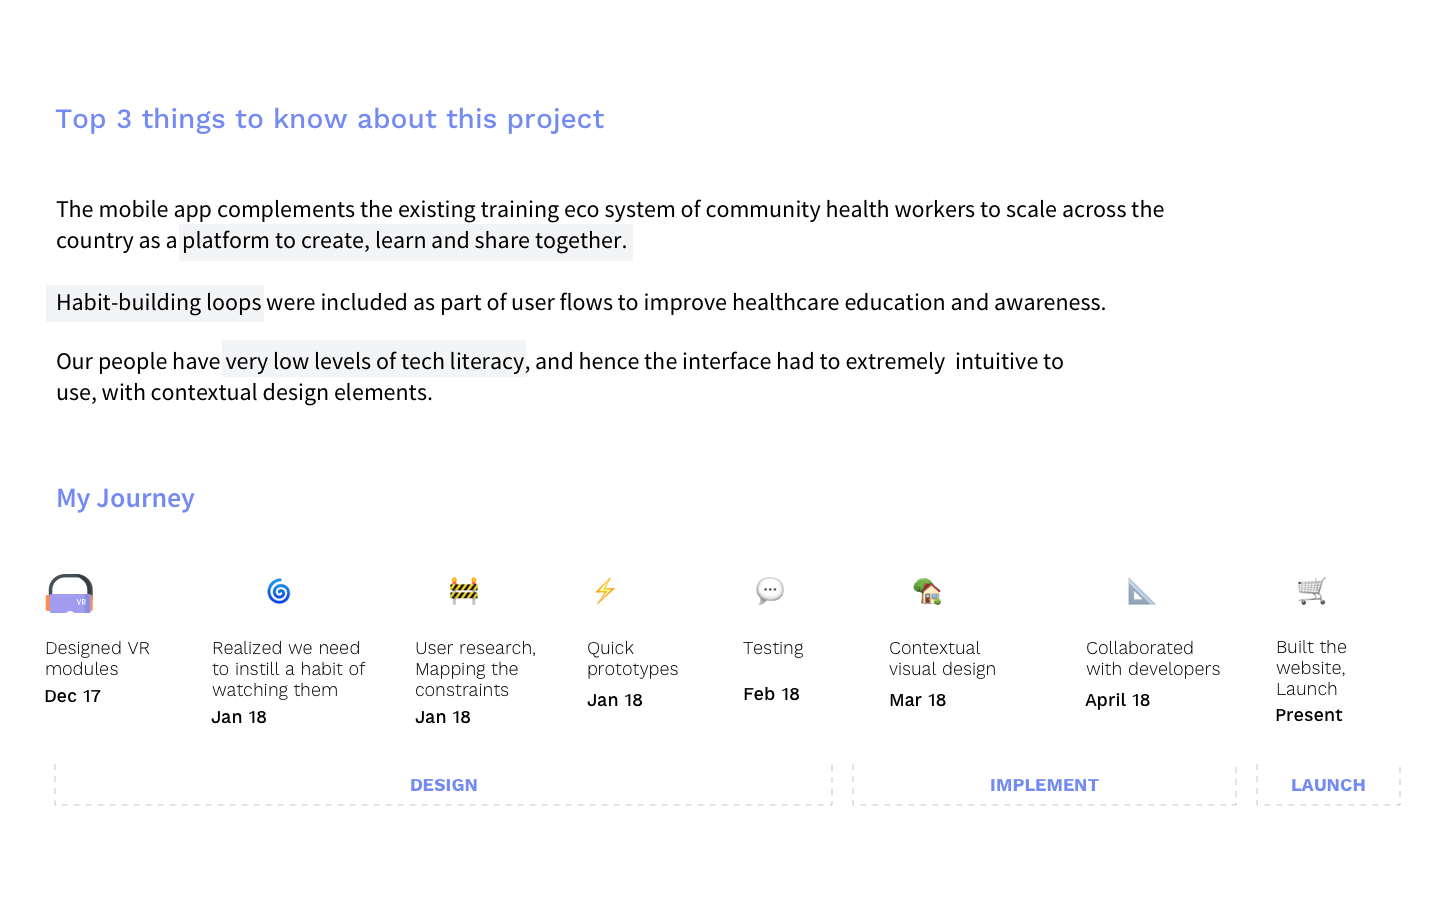 Top 3 things to know about this project
The mobile app complements the existing training eco system of community health workers to scale across the
country as a platform to create, learn and share together.
Habit-building loops were included as part of user flows to improve healthcare education and awareness.
Our people have very low levels of tech literacy, and hence the interface had to extremely  intuitive to
use, with contextual design elements.
My Journey
VR
Designed VR
modules
Dec 17
Realized we need
to instill a habit of
watching them
Jan 18
User research,
Mapping the
constraints
Jan 18
Quick
prototypes
Jan 18
Testing
Feb 18
Contextual
visual design
Mar 18
Collaborated
with developers
April 18
Built the
website,
Launch
Present
DESIGN
IMPLEMENT
LAUNCH